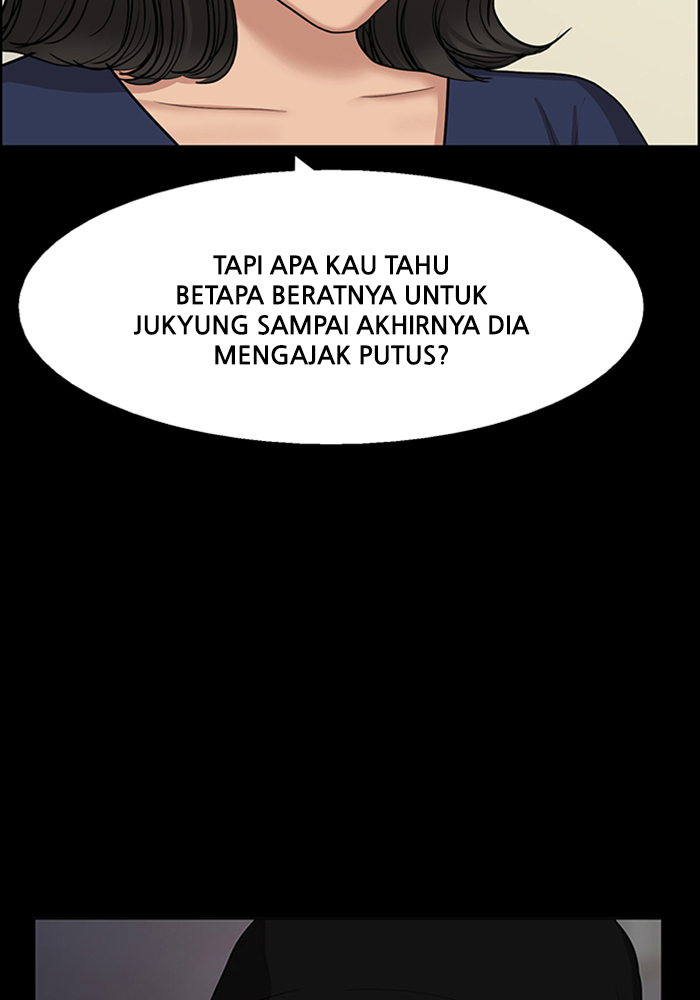 TAPI APA KAU TAHU
BETAPA BERATNYA UNTUK
JUKYUNG SAMPAI AKHIRNYA DIA
MENGAJAK PUTUS?